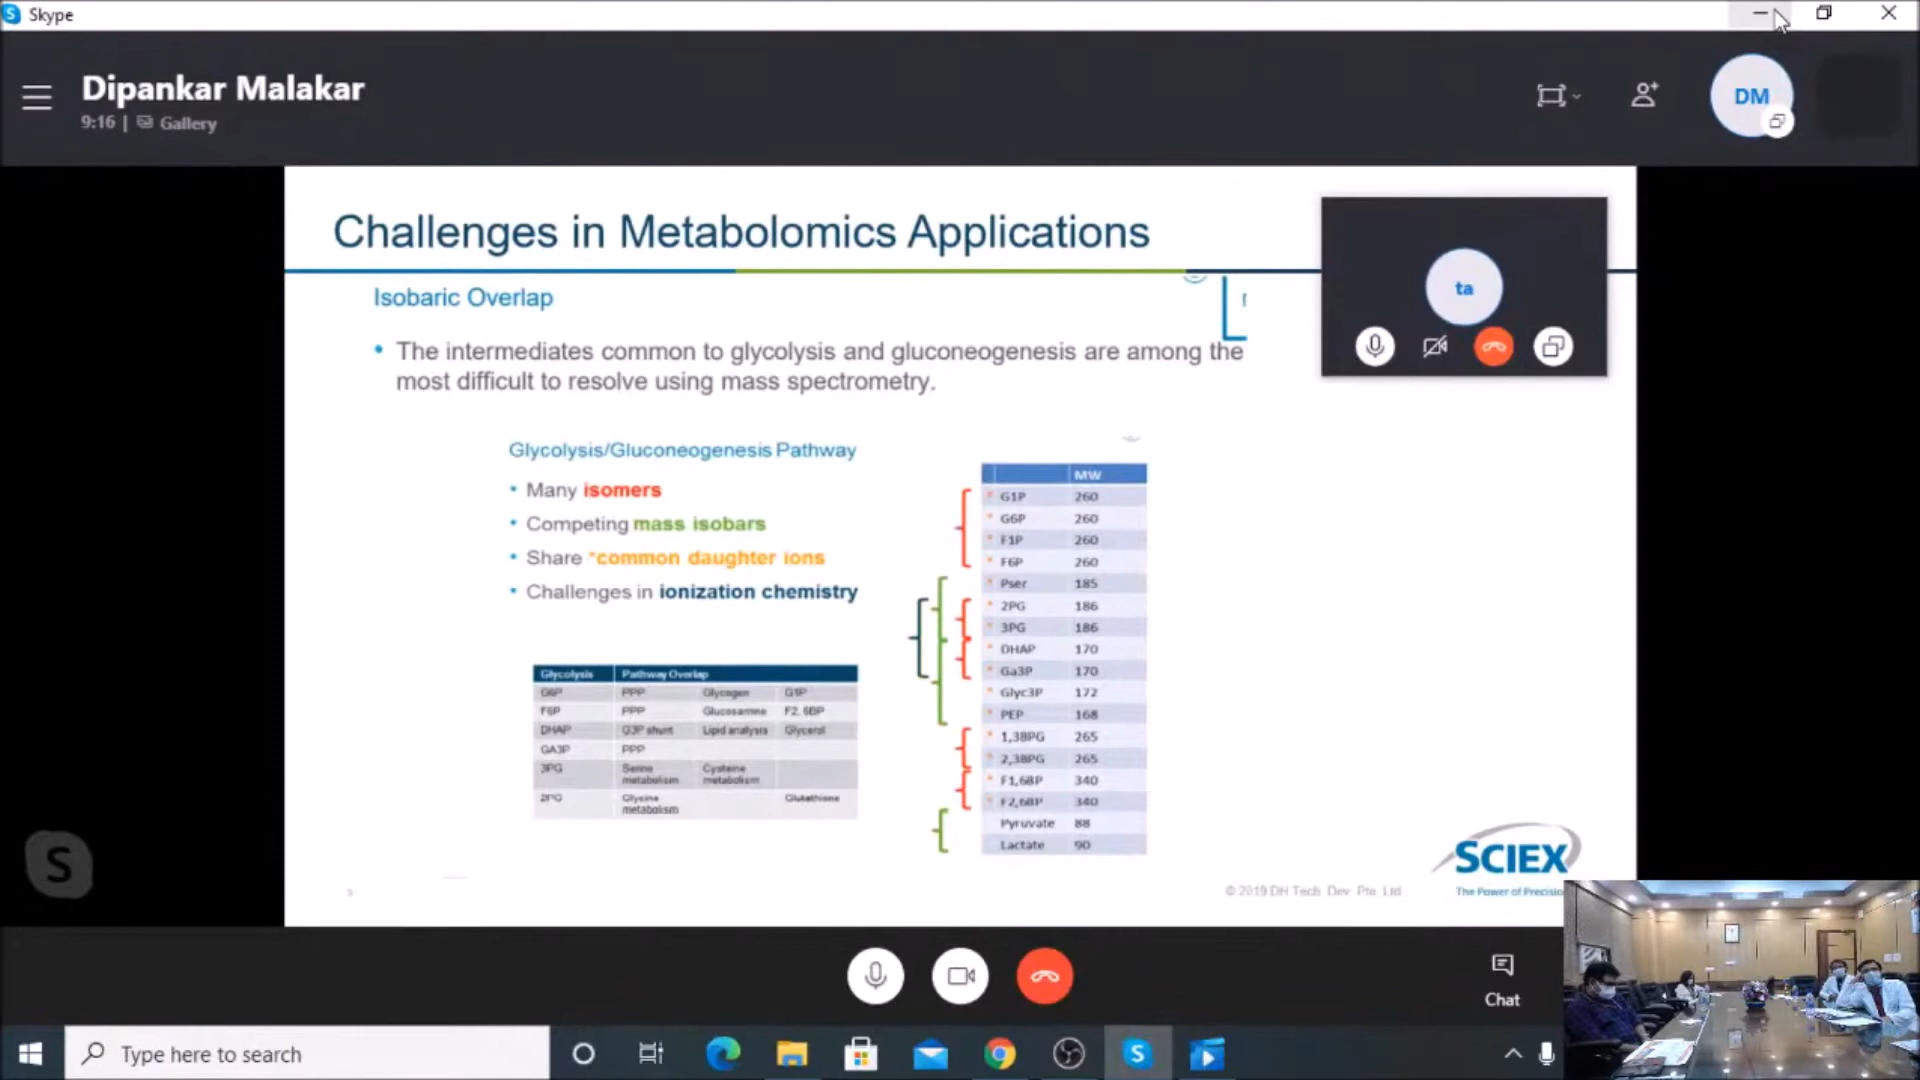 Skype
Dipankar Malakar
9:16 | Gallery
DM
Challenges in Metabolomics Applications
ta
Isobaric Overlap
• The intermediates common to glycolysis and gluconeogenesis are among the
most difficult to resolve using mass spectrometry.
Glycolysis/Gluconeogenesis Pathway
• Many isomers
• Competing mass isobars
• Share *common daughter ions
• Challenges in ionization chemistry
Glycolysis Pathway Overlap
G6P PPP Glycogen G1P
F6P PPP Glucosamine F2, 6BP
DHAP G3P shunt Lipid analysis Glycerol
GA3P PPP
3PG Serine metabolism Cysteine metabolism
2PG Glysine metabolism Glutathione
MW
* G1P 260
* G6P 260
* F1P 260
* F6P 260
* Pser 185
* 2PG 186
* 3PG 186
* DHAP 170
* Ga3P 170
* Glyc3P 172
* PEP 168
* 1,3BPG 265
* 2,3BPG 265
* F1,6BP 340
* F2,6BP 340
Pyruvate 88
Lactate 90
SCIEX
The Power of Precisio
© 2019 DH Tech. Dev. Pte. Ltd.
S
Chat
Type here to search